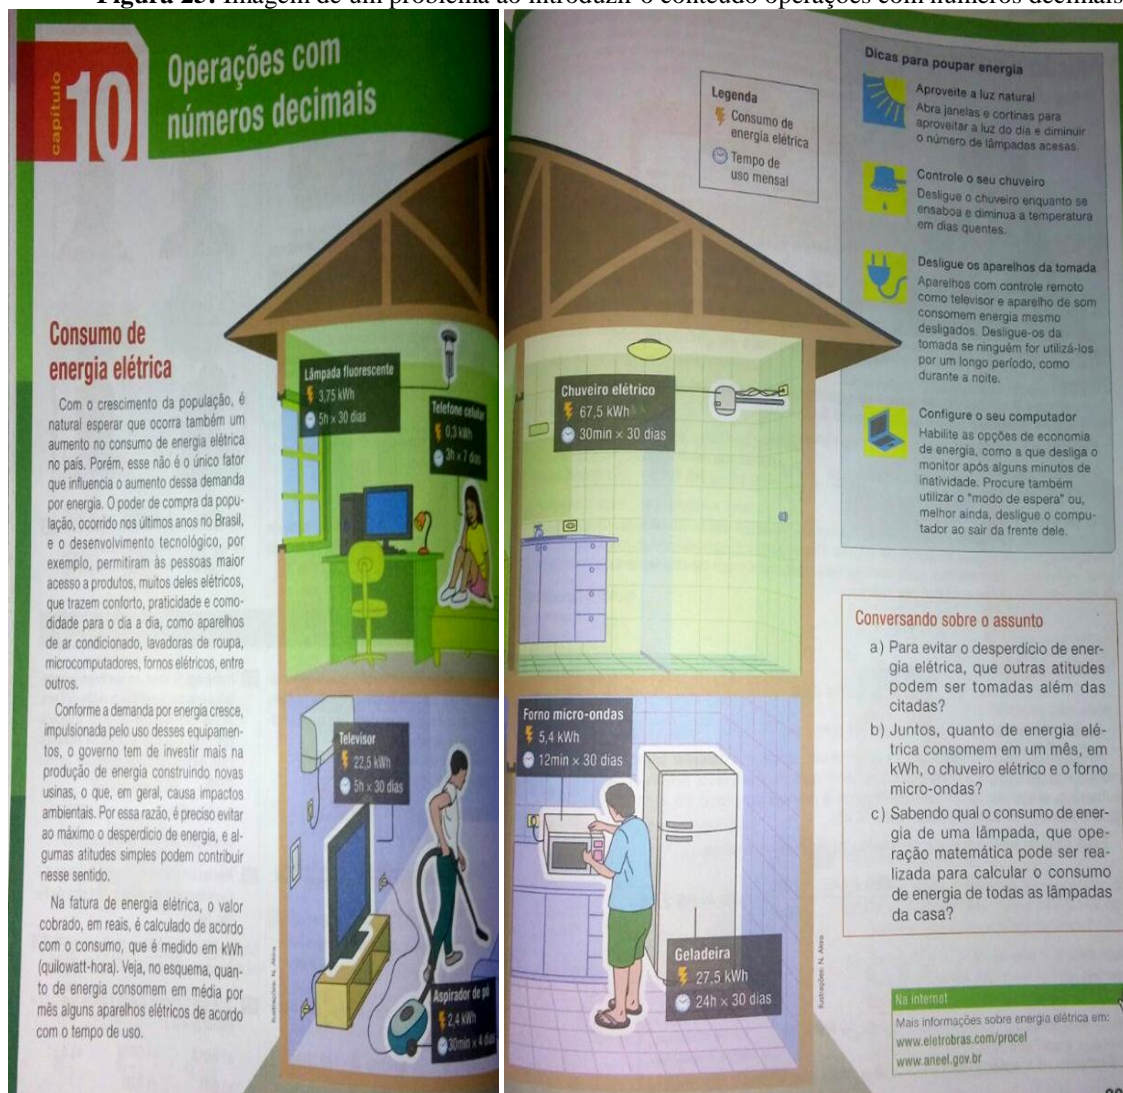 Figura 25: Imagem de um problema ao introduzir o conteúdo operações com números decimais
capítulo
10
Operações com
números decimais
Consumo de
energia elétrica
Com o crescimento da população, é
natural esperar que ocorra também um
aumento no consumo de energia elétrica
no país. Porém, esse não é o único fator
que influencia o aumento dessa demanda
por energia. O poder de compra da popu-
lação, ocorrido nos últimos anos no Brasil,
e o desenvolvimento tecnológico, por
exemplo, permitiram às pessoas maior
acesso a produtos, muitos deles elétricos,
que trazem conforto, praticidade e como-
didade para o dia a dia, como aparelhos
de ar condicionado, lavadoras de roupa,
microcomputadores, fornos elétricos, entre
outros.
Conforme a demanda por energia cresce,
impulsionada pelo uso desses equipamen-
tos, o governo tem de investir mais na
produção de energia construindo novas
usinas, o que, em geral, causa impactos
ambientais. Por essa razão, é preciso evitar
ao máximo o desperdício de energia, e al-
gumas atitudes simples podem contribuir
nesse sentido.
Na fatura de energia elétrica, o valor
cobrado, em reais, é calculado de acordo
com o consumo, que é medido em kWh
(quilowatt-hora). Veja, no esquema, quan-
to de energia consomem em média por
mês alguns aparelhos elétricos de acordo
com o tempo de uso.
Lâmpada fluorescente
3,75 kWh
5h × 30 dias
Telefone celular
0,3 kWh
3h × 7 dias
Televisor
22,5 kWh
5h × 30 dias
Aspirador de pó
2,4 kWh
30min × 4 dias
Ilustrações: N. Akira
Legenda
Consumo de
energia elétrica
Tempo de
uso mensal
Chuveiro elétrico
67,5 kWh
30min × 30 dias
Forno micro-ondas
5,4 kWh
12min × 30 dias
Geladeira
27,5 kWh
24h × 30 dias
Ilustrações: N. Akira
Dicas para poupar energia
Aproveite a luz natural
Abra janelas e cortinas para
aproveitar a luz do dia e diminuir
o número de lâmpadas acesas.
Controle o seu chuveiro
Desligue o chuveiro enquanto se
ensaboa e diminua a temperatura
em dias quentes.
Desligue os aparelhos da tomada
Aparelhos com controle remoto
como televisor e aparelho de som
consomem energia mesmo
desligados. Desligue-os da
tomada se ninguém for utilizá-los
por um longo período, como
durante a noite.
Configure o seu computador
Habilite as opções de economia
de energia, como a que desliga o
monitor após alguns minutos de
inatividade. Procure também
utilizar o "modo de espera" ou,
melhor ainda, desligue o compu-
tador ao sair da frente dele.
Conversando sobre o assunto
a) Para evitar o desperdício de ener-
gia elétrica, que outras atitudes
podem ser tomadas além das
citadas?
b) Juntos, quanto de energia elé-
trica consomem em um mês, em
kWh, o chuveiro elétrico e o forno
micro-ondas?
c) Sabendo qual o consumo de ener-
gia de uma lâmpada, que ope-
ração matemática pode ser rea-
lizada para calcular o consumo
de energia de todas as lâmpadas
da casa?
Na internet
Mais informações sobre energia elétrica em:
www.eletrobras.com/procel
www.aneel.gov.br